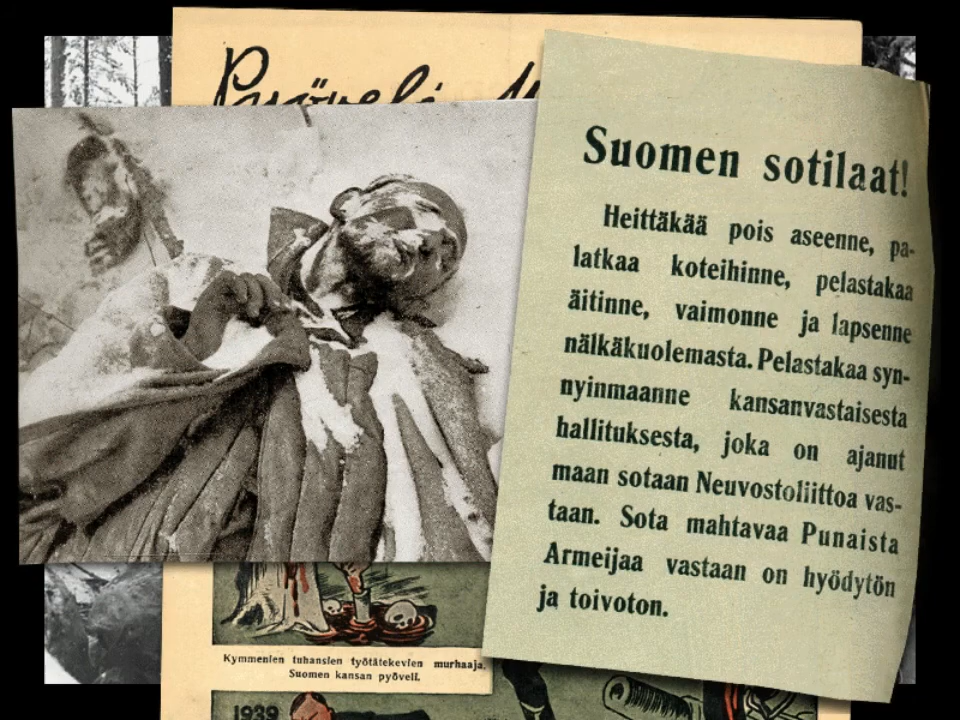 Pyöveli
Suomen sotilaat!
Heittäkää pois aseenne, pa-
latkaa koteihinne, pelastakaa
äitinne, vaimonne ja lapsenne
nälkäkuolemasta. Pelastakaa syn-
nyinmaanne kansanvastaisesta
hallituksesta, joka on ajanut
maan sotaan Neuvostoliittoa vas-
taan. Sota mahtavaa Punaista
Armeijaa vastaan on hyödytön
ja toivoton.
Kymmenien tuhansien työtätekevien murhaaja,
Suomen kansan pyöveli.
1939